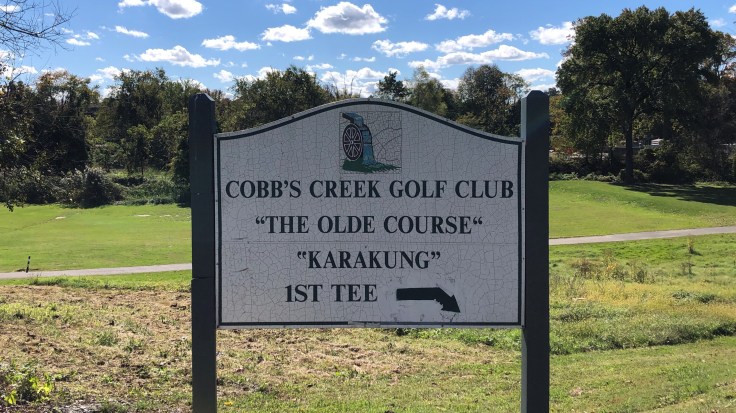 COBB'S CREEK GOLF CLUB
"THE OLDE COURSE"
"KARAKUNG"
1ST TEE